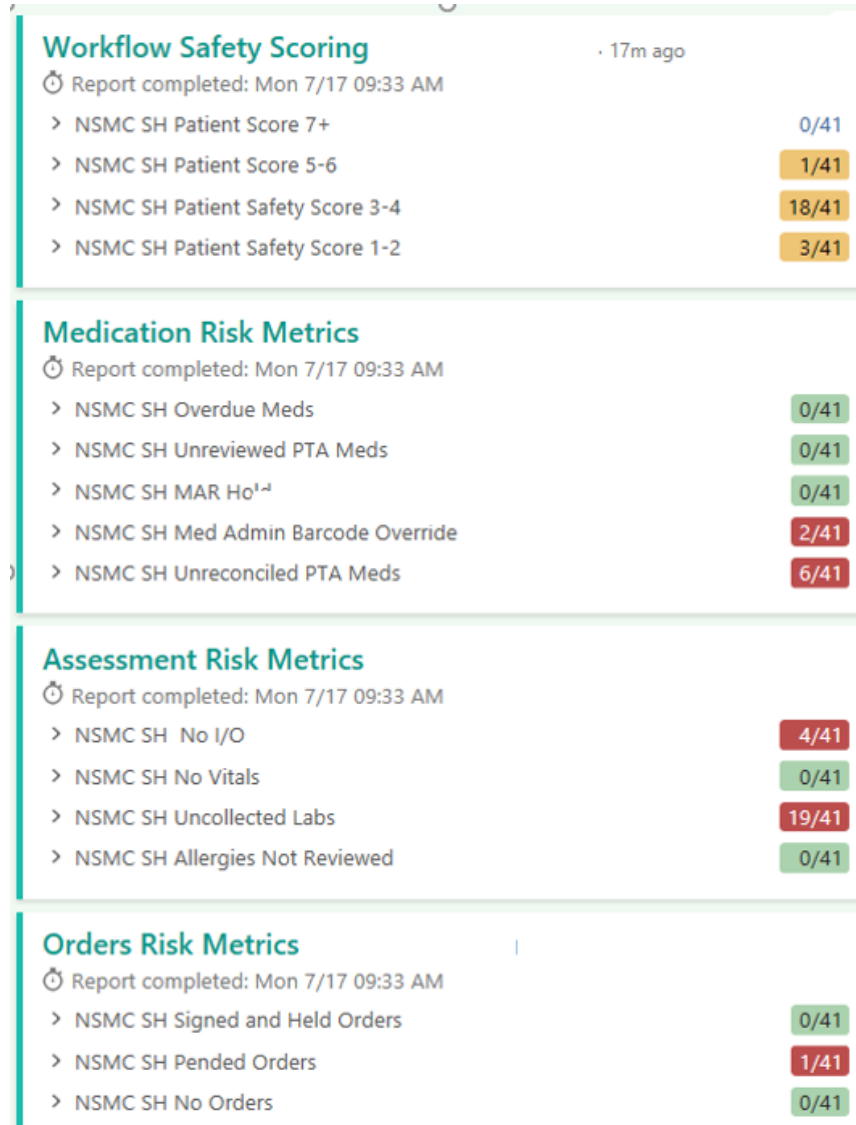 Workflow Safety Scoring · 17m ago
Report completed: Mon 7/17 09:33 AM
> NSMC SH Patient Score 7+ 0/41
> NSMC SH Patient Score 5-6 1/41
> NSMC SH Patient Safety Score 3-4 18/41
> NSMC SH Patient Safety Score 1-2 3/41
Medication Risk Metrics
Report completed: Mon 7/17 09:33 AM
> NSMC SH Overdue Meds 0/41
> NSMC SH Unreviewed PTA Meds 0/41
> NSMC SH MAR 0/41
> NSMC SH Med Admin Barcode Override 2/41
> NSMC SH Unreconciled PTA Meds 6/41
Assessment Risk Metrics
Report completed: Mon 7/17 09:33 AM
> NSMC SH No I/O 4/41
> NSMC SH No Vitals 0/41
> NSMC SH Uncollected Labs 19/41
> NSMC SH Allergies Not Reviewed 0/41
Orders Risk Metrics
Report completed: Mon 7/17 09:33 AM
> NSMC SH Signed and Held Orders 0/41
> NSMC SH Pended Orders 1/41
> NSMC SH No Orders 0/41